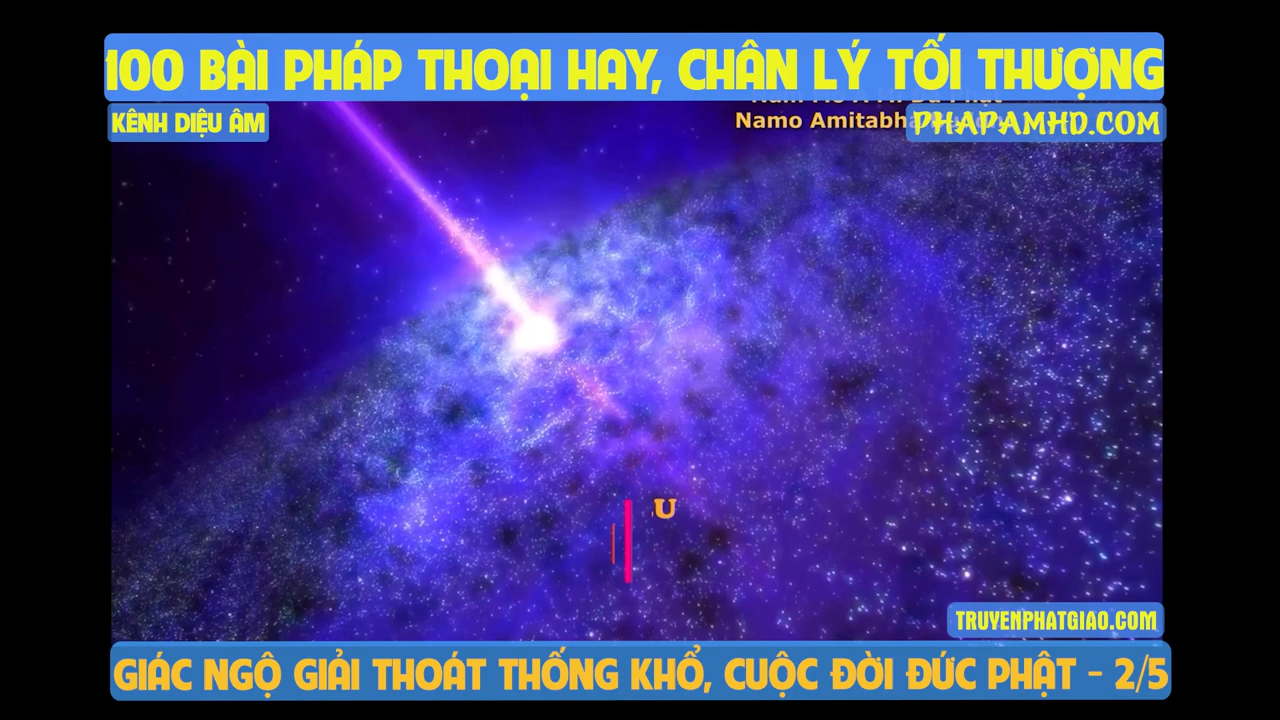 100 BÀI PHÁP THOẠI HAY, CHÂN LÝ TỐI THƯỢNG
KÊNH DIỆU ÂM
Namo Amitabh
PHAPAMHD.COM
U
TRUYENPHATGIAO.COM
GIÁC NGỘ GIẢI THOÁT THỐNG KHỔ, CUỘC ĐỜI ĐỨC PHẬT - 2/5